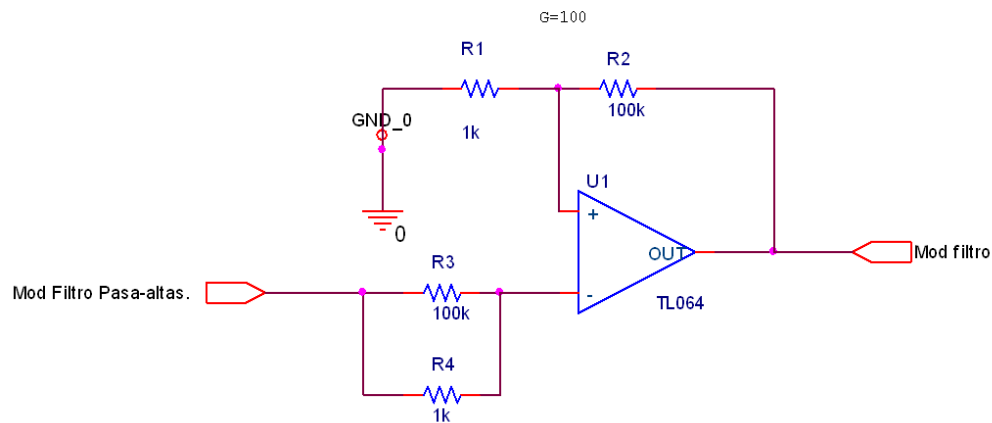 G=100
R1
R2
1k
100k
GND_0
0
U1
+
-
OUT
TL064
Mod filtro
Mod Filtro Pasa-altas.
R3
100k
R4
1k